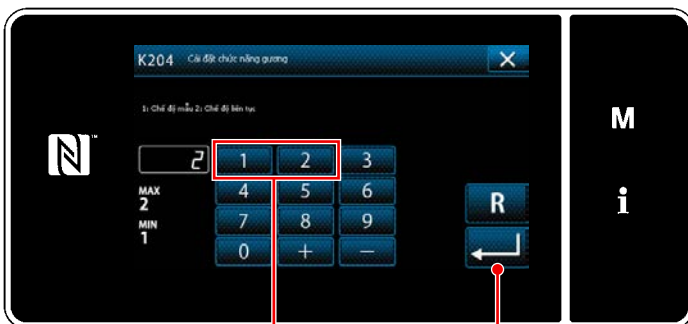 K204 Cài đặt chức năng gương
1: Chế độ mẫu 2: Chế độ liên tục
2
1 2 3
MAX
2
4 5 6
MIN
1
7 8 9
0 + −
R
M
i
N